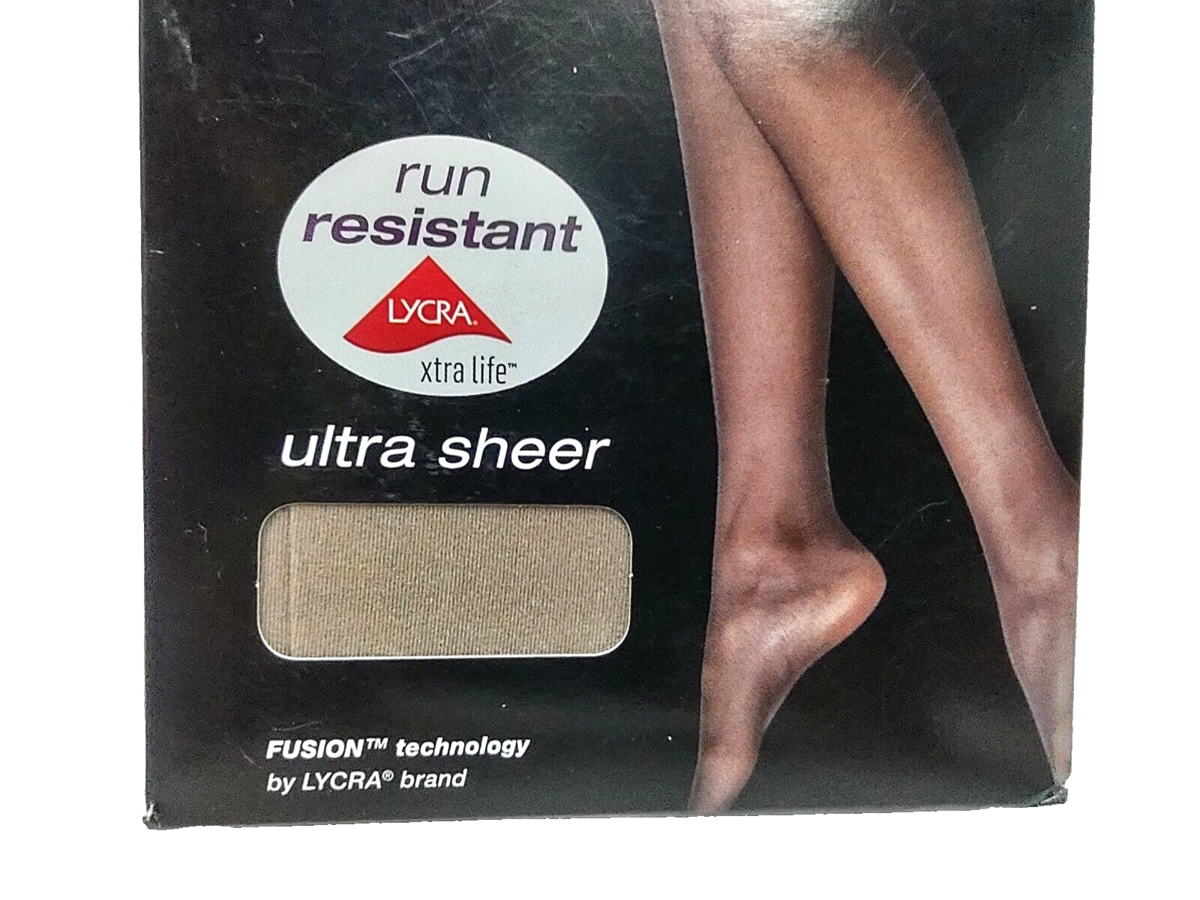 run
resistant
LYCRA®
xtra life™
ultra sheer
FUSION™ technology
by LYCRA® brand